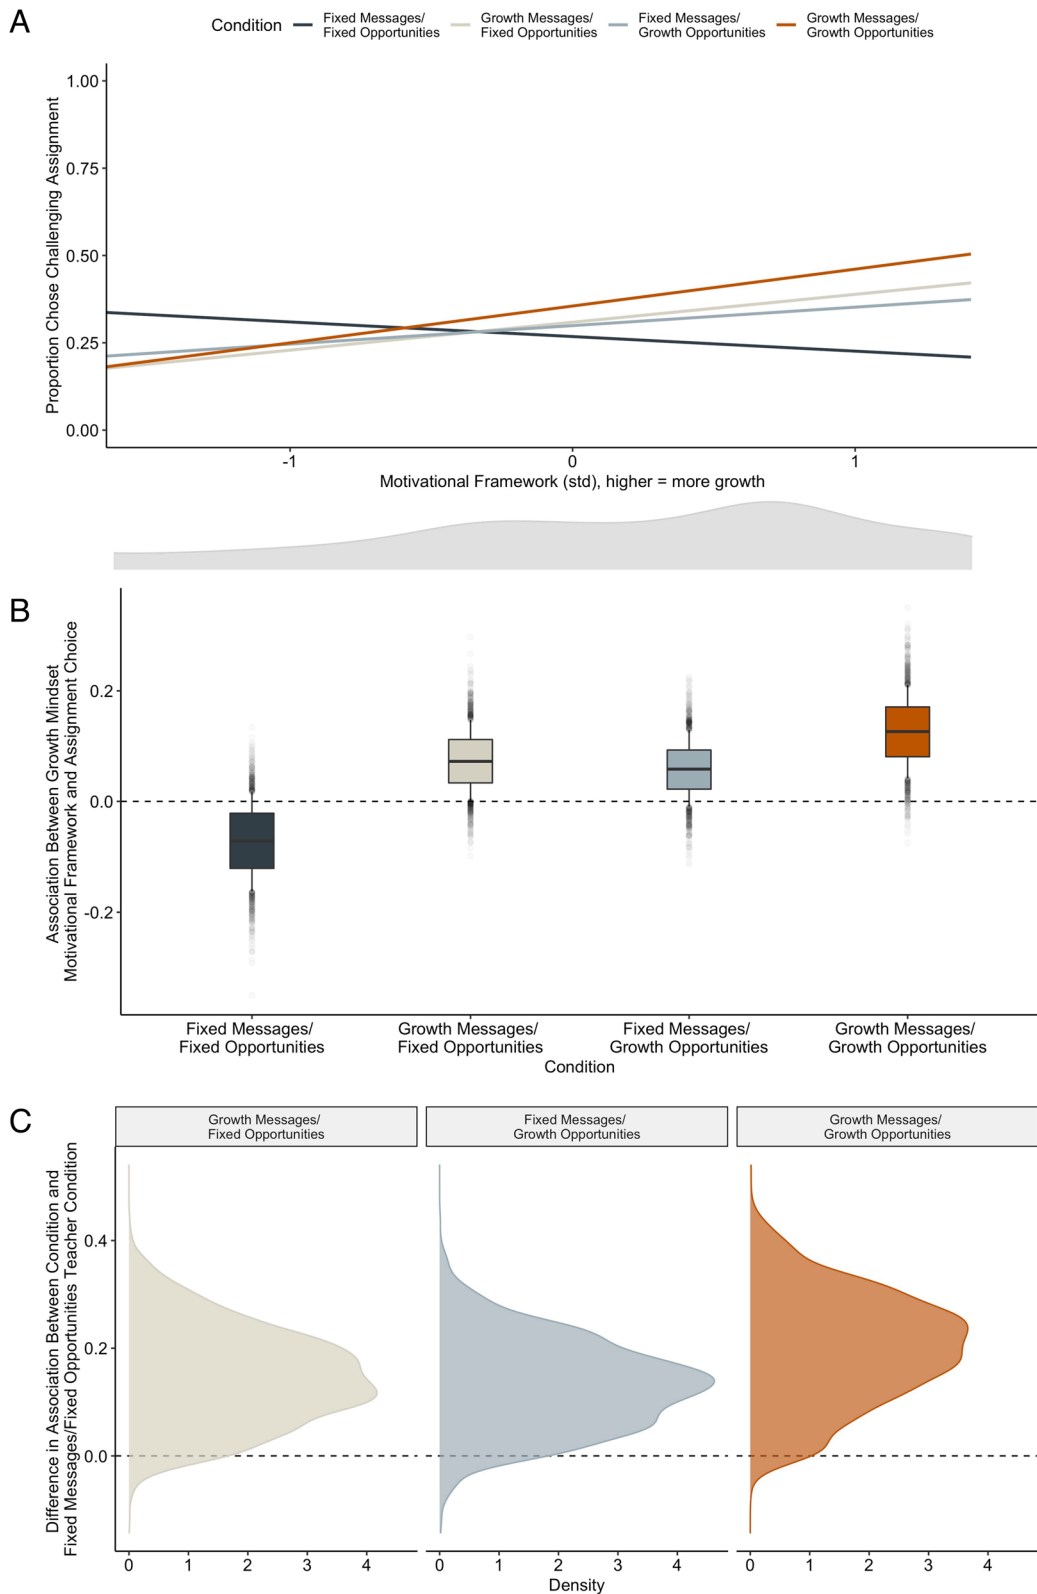 A
Condition
Fixed Messages/
Fixed Opportunities
Growth Messages/
Fixed Opportunities
Fixed Messages/
Growth Opportunities
Growth Messages/
Growth Opportunities
Proportion Chose Challenging Assignment
1.00
0.75
0.50
0.25
0.00
-1
0
1
Motivational Framework (std), higher = more growth
B
Association Between Growth Mindset
Motivational Framework and Assignment Choice
0.2
0.0
-0.2
Fixed Messages/
Fixed Opportunities
Growth Messages/
Fixed Opportunities
Fixed Messages/
Growth Opportunities
Growth Messages/
Growth Opportunities
Condition
C
Growth Messages/
Fixed Opportunities
Fixed Messages/
Growth Opportunities
Growth Messages/
Growth Opportunities
Difference in Association Between Condition and
Fixed Messages/Fixed Opportunities Teacher Condition
0.4
0.2
0.0
0 1 2 3 4
0 1 2 3 4
0 1 2 3 4
Density